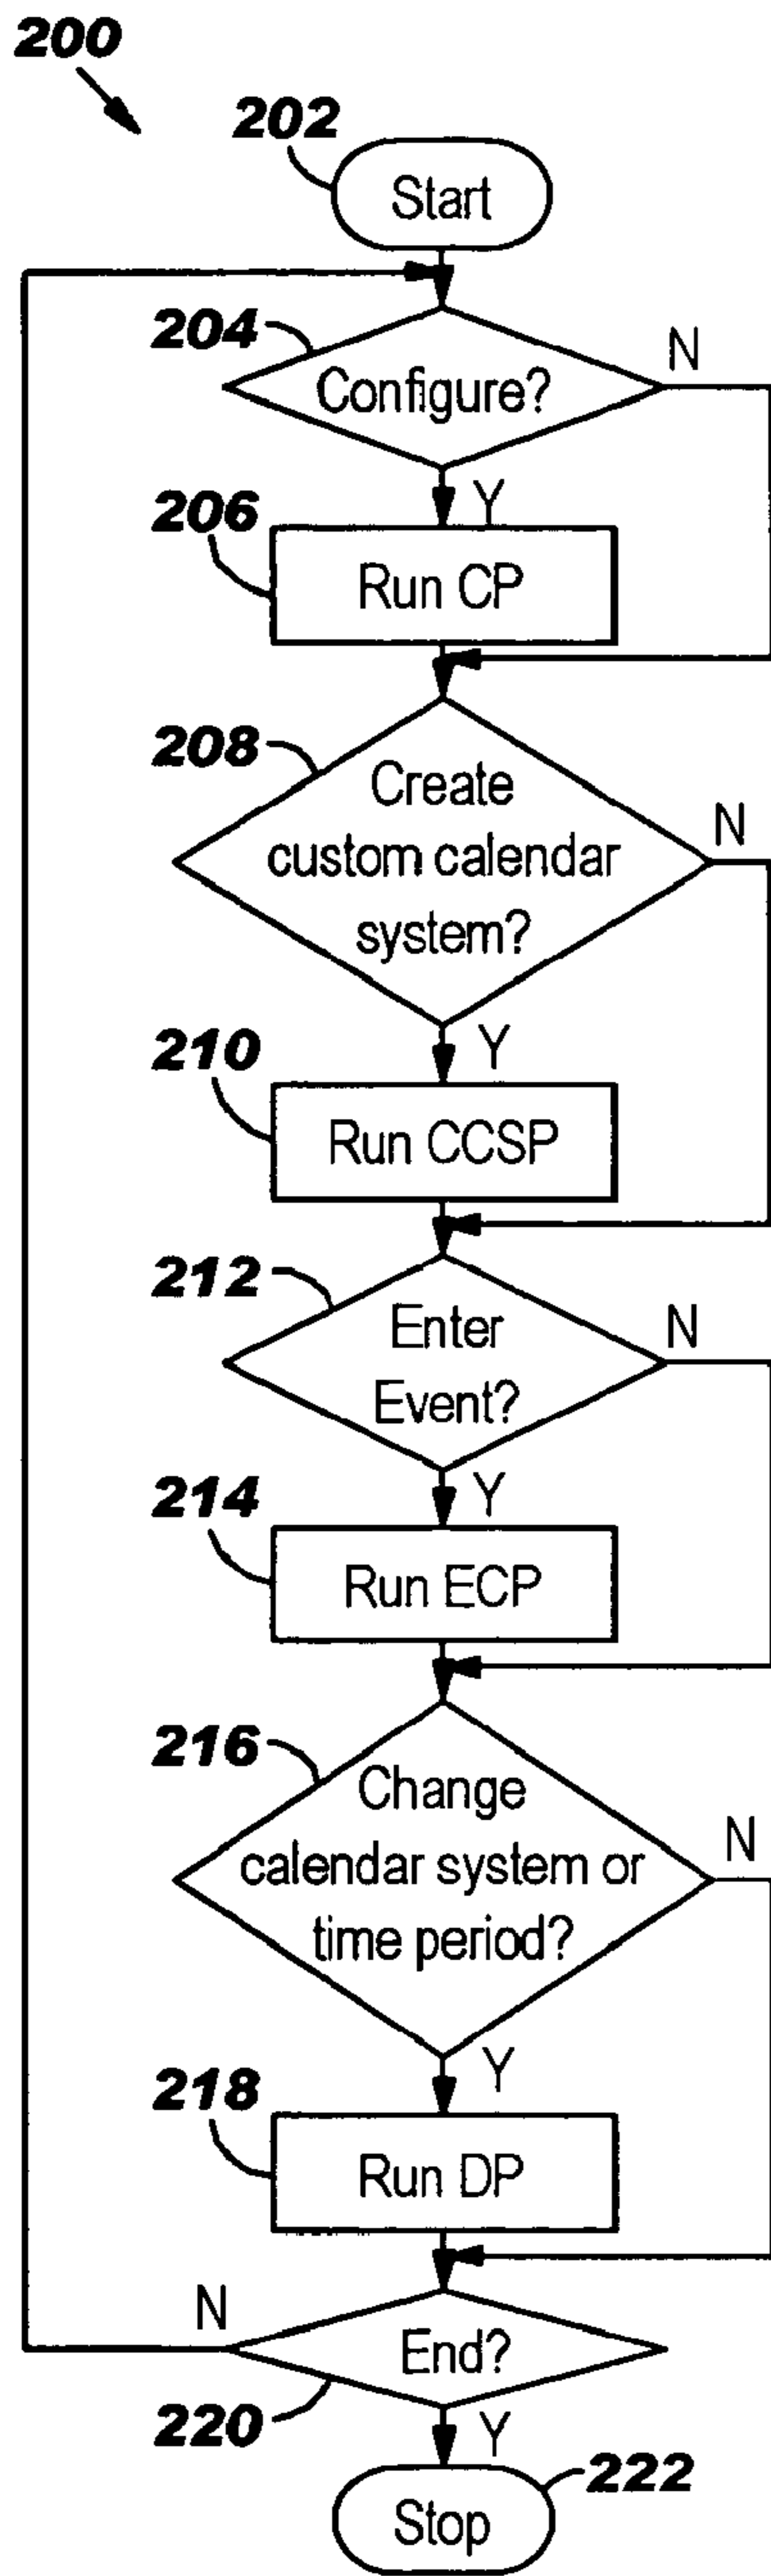 200
202
Start
204
N
Configure?
Y
206
Run CP
208
Create
N
custom calendar
system?
Y
210
Run CCSP
212
Enter
N
Event?
Y
214
Run ECP
216
Change
N
calendar system or
time period?
Y
218
Run DP
N
End?
220
Y
222
Stop